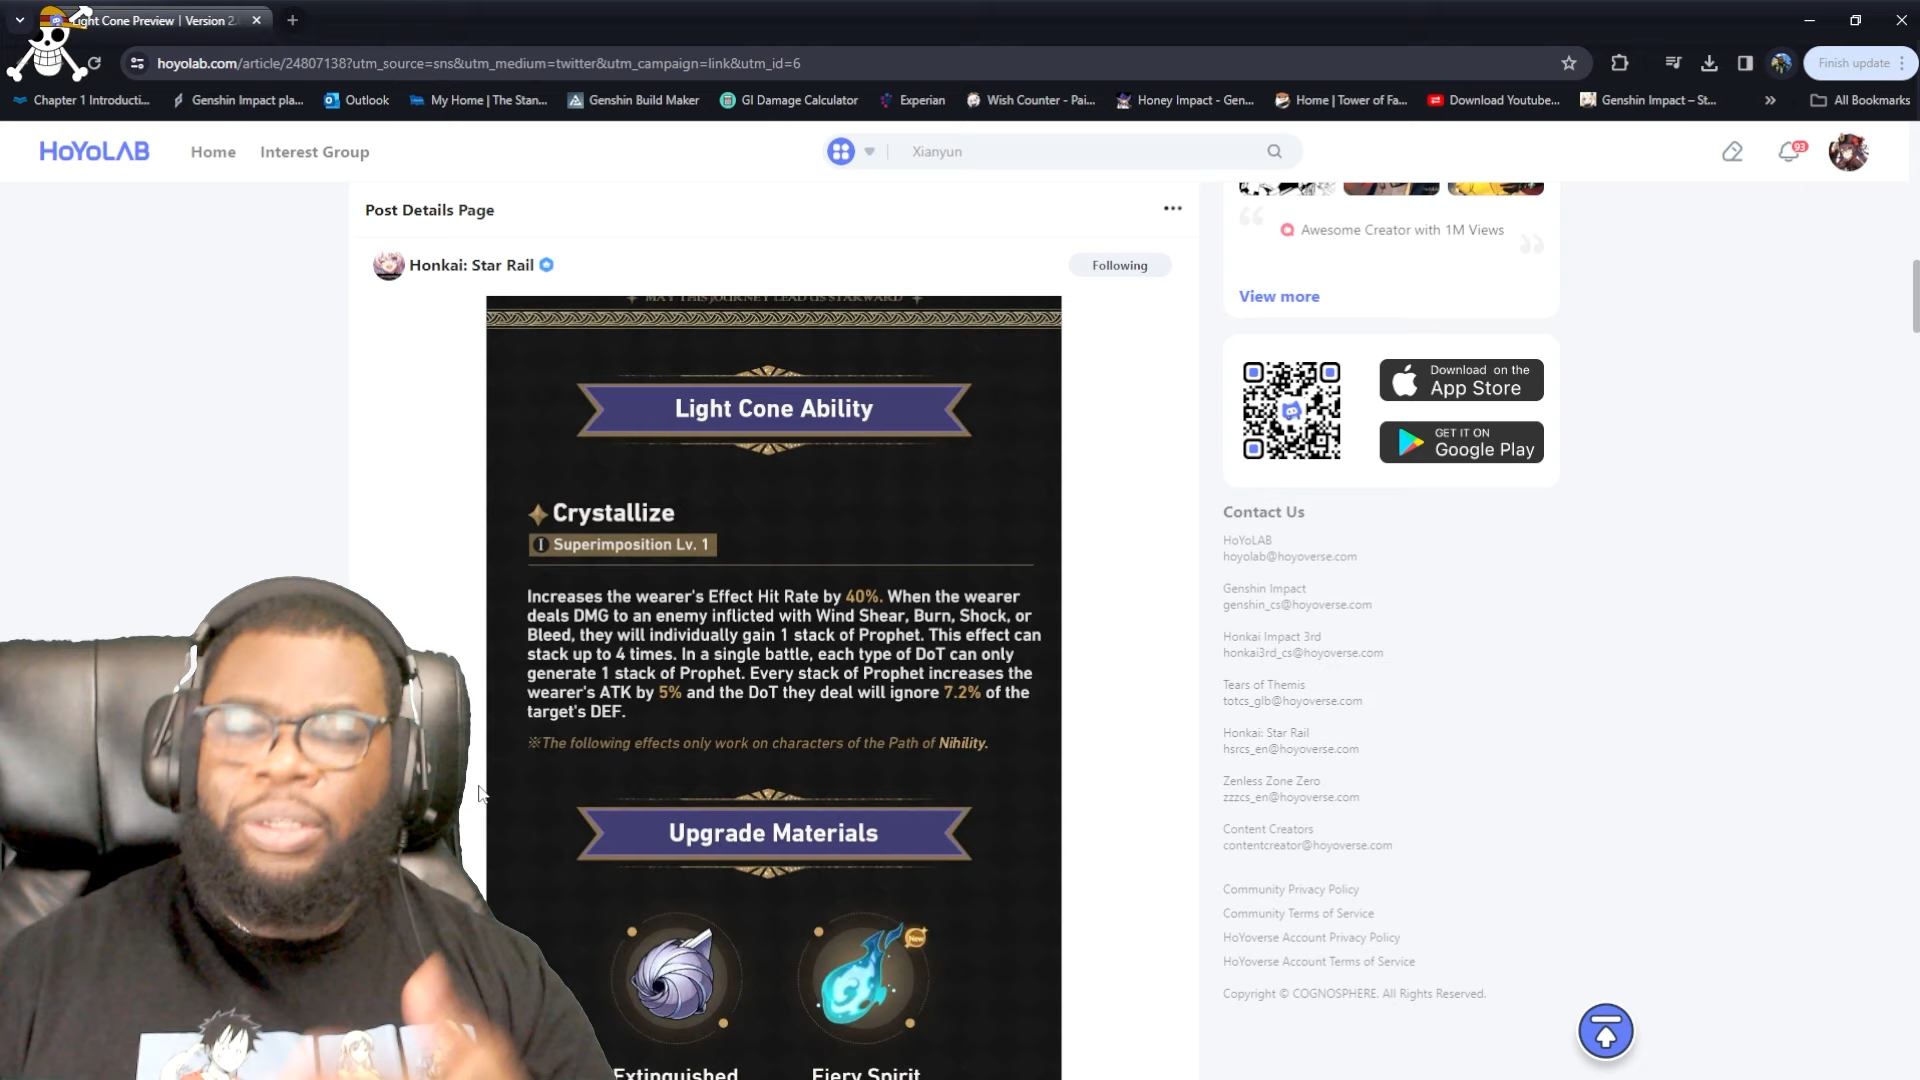 Light Cone Preview | Version 2.
hoyolab.com/article/24807138?utm_source=sns&utm_medium=twitter&utm_campaign=link&utm_id=6
Finish update
Chapter 1 Introducti...
Genshin Impact pla...
Outlook
My Home | The Stan...
Genshin Build Maker
GI Damage Calculator
Experian
Wish Counter - Pai...
Honey Impact - Gen...
Home | Tower of Fa...
Download Youtube...
Genshin Impact – St...
All Bookmarks
HoYoLAB
Home
Interest Group
Xianyun
93
Post Details Page
Honkai: Star Rail
Following
MAY THIS JOURNEY LEAD US STARWARD
Light Cone Ability
Crystallize
I Superimposition Lv. 1
Increases the wearer's Effect Hit Rate by 40%. When the wearer
deals DMG to an enemy inflicted with Wind Shear, Burn, Shock, or
Bleed, they will individually gain 1 stack of Prophet. This effect can
stack up to 4 times. In a single battle, each type of DoT can only
generate 1 stack of Prophet. Every stack of Prophet increases the
wearer's ATK by 5% and the DoT they deal will ignore 7.2% of the
target's DEF.
※The following effects only work on characters of the Path of Nihility.
Upgrade Materials
New
Extinguished
Fiery Spirit
Awesome Creator with 1M Views
View more
Download on the
App Store
GET IT ON
Google Play
Contact Us
HoYoLAB
hoyolab@hoyoverse.com
Genshin Impact
genshin_cs@hoyoverse.com
Honkai Impact 3rd
honkai3rd_cs@hoyoverse.com
Tears of Themis
totcs_glb@hoyoverse.com
Honkai: Star Rail
hsrcs_en@hoyoverse.com
Zenless Zone Zero
zzzcs_en@hoyoverse.com
Content Creators
contentcreator@hoyoverse.com
Community Privacy Policy
Community Terms of Service
HoYoverse Account Privacy Policy
HoYoverse Account Terms of Service
Copyright © COGNOSPHERE. All Rights Reserved.